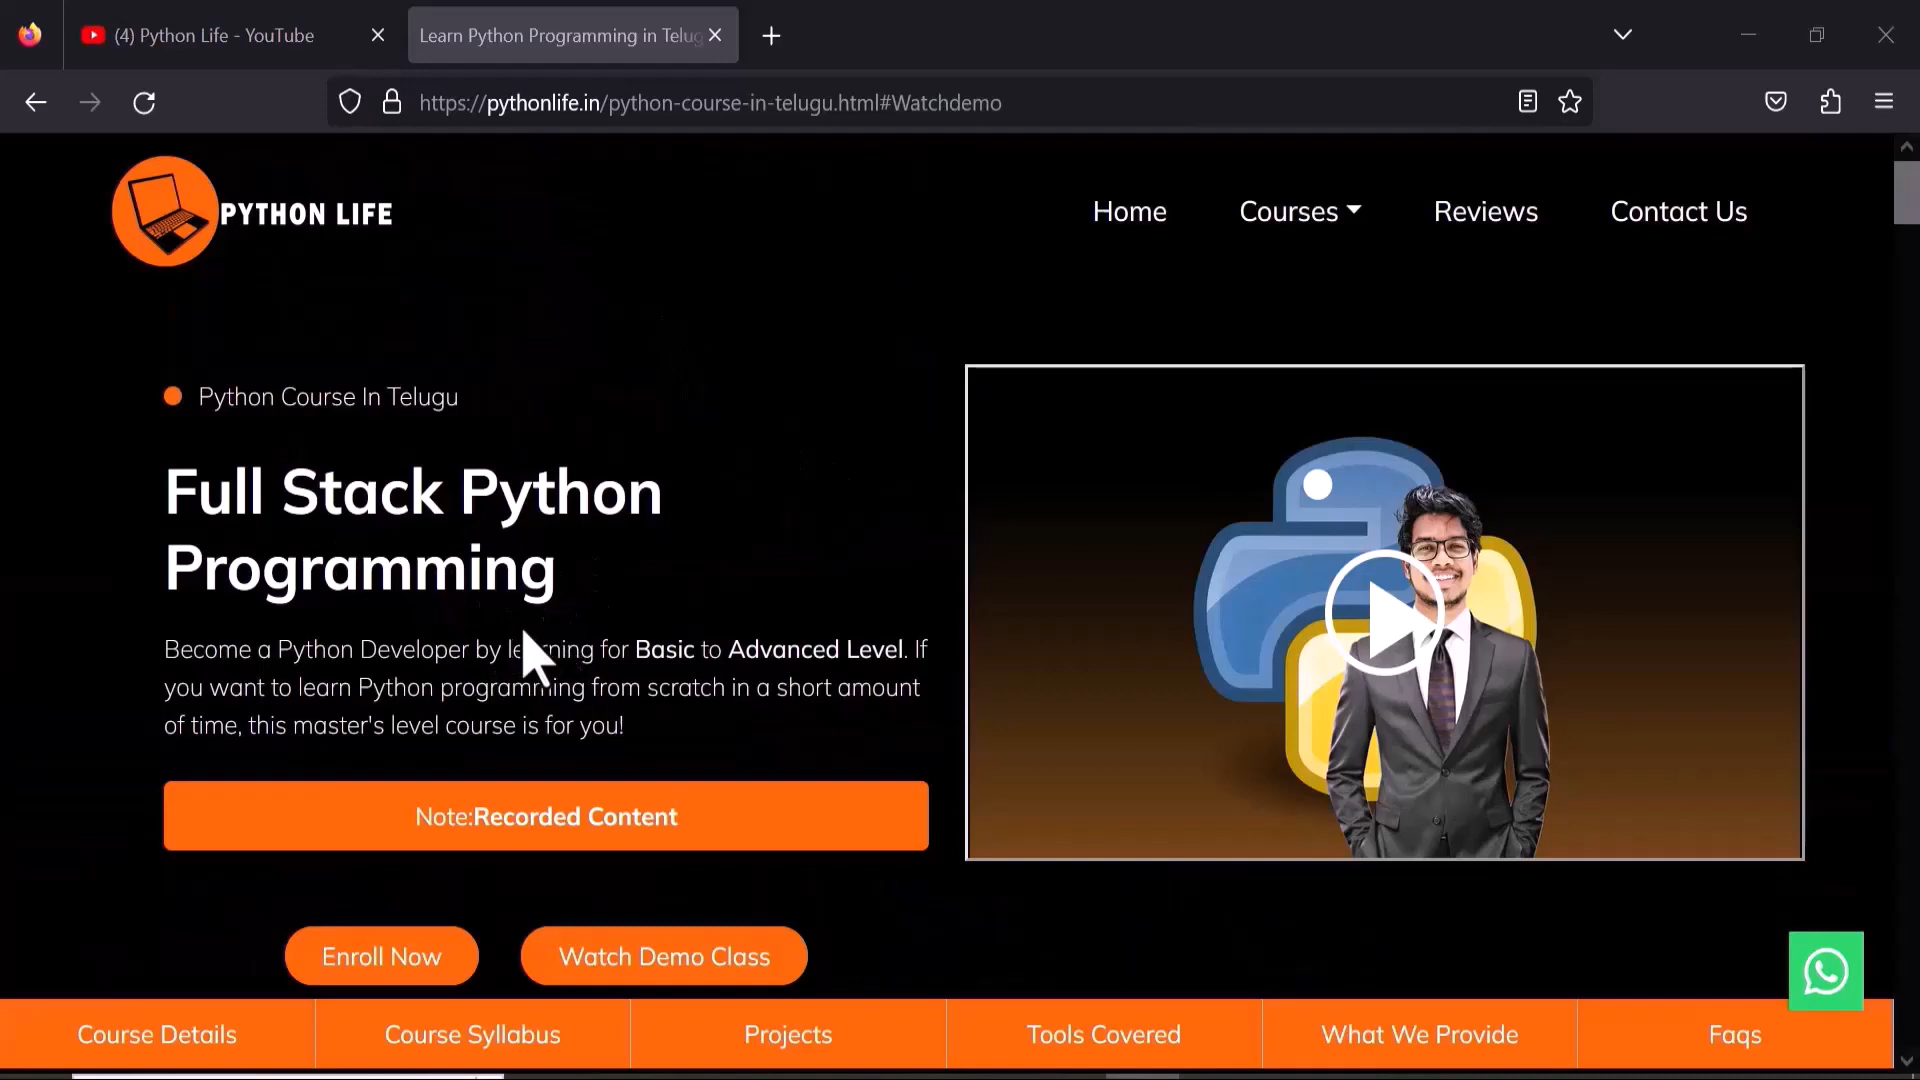 (4) Python Life - YouTube
Learn Python Programming in Telug
https://pythonlife.in/python-course-in-telugu.html#Watchdemo
PYTHON LIFE
Home
Courses
Reviews
Contact Us
Python Course In Telugu
Full Stack Python
Programming
Become a Python Developer by learning for Basic to Advanced Level. If
you want to learn Python programming from scratch in a short amount
of time, this master's level course is for you!
Note:Recorded Content
Enroll Now
Watch Demo Class
Course Details
Course Syllabus
Projects
Tools Covered
What We Provide
Faqs